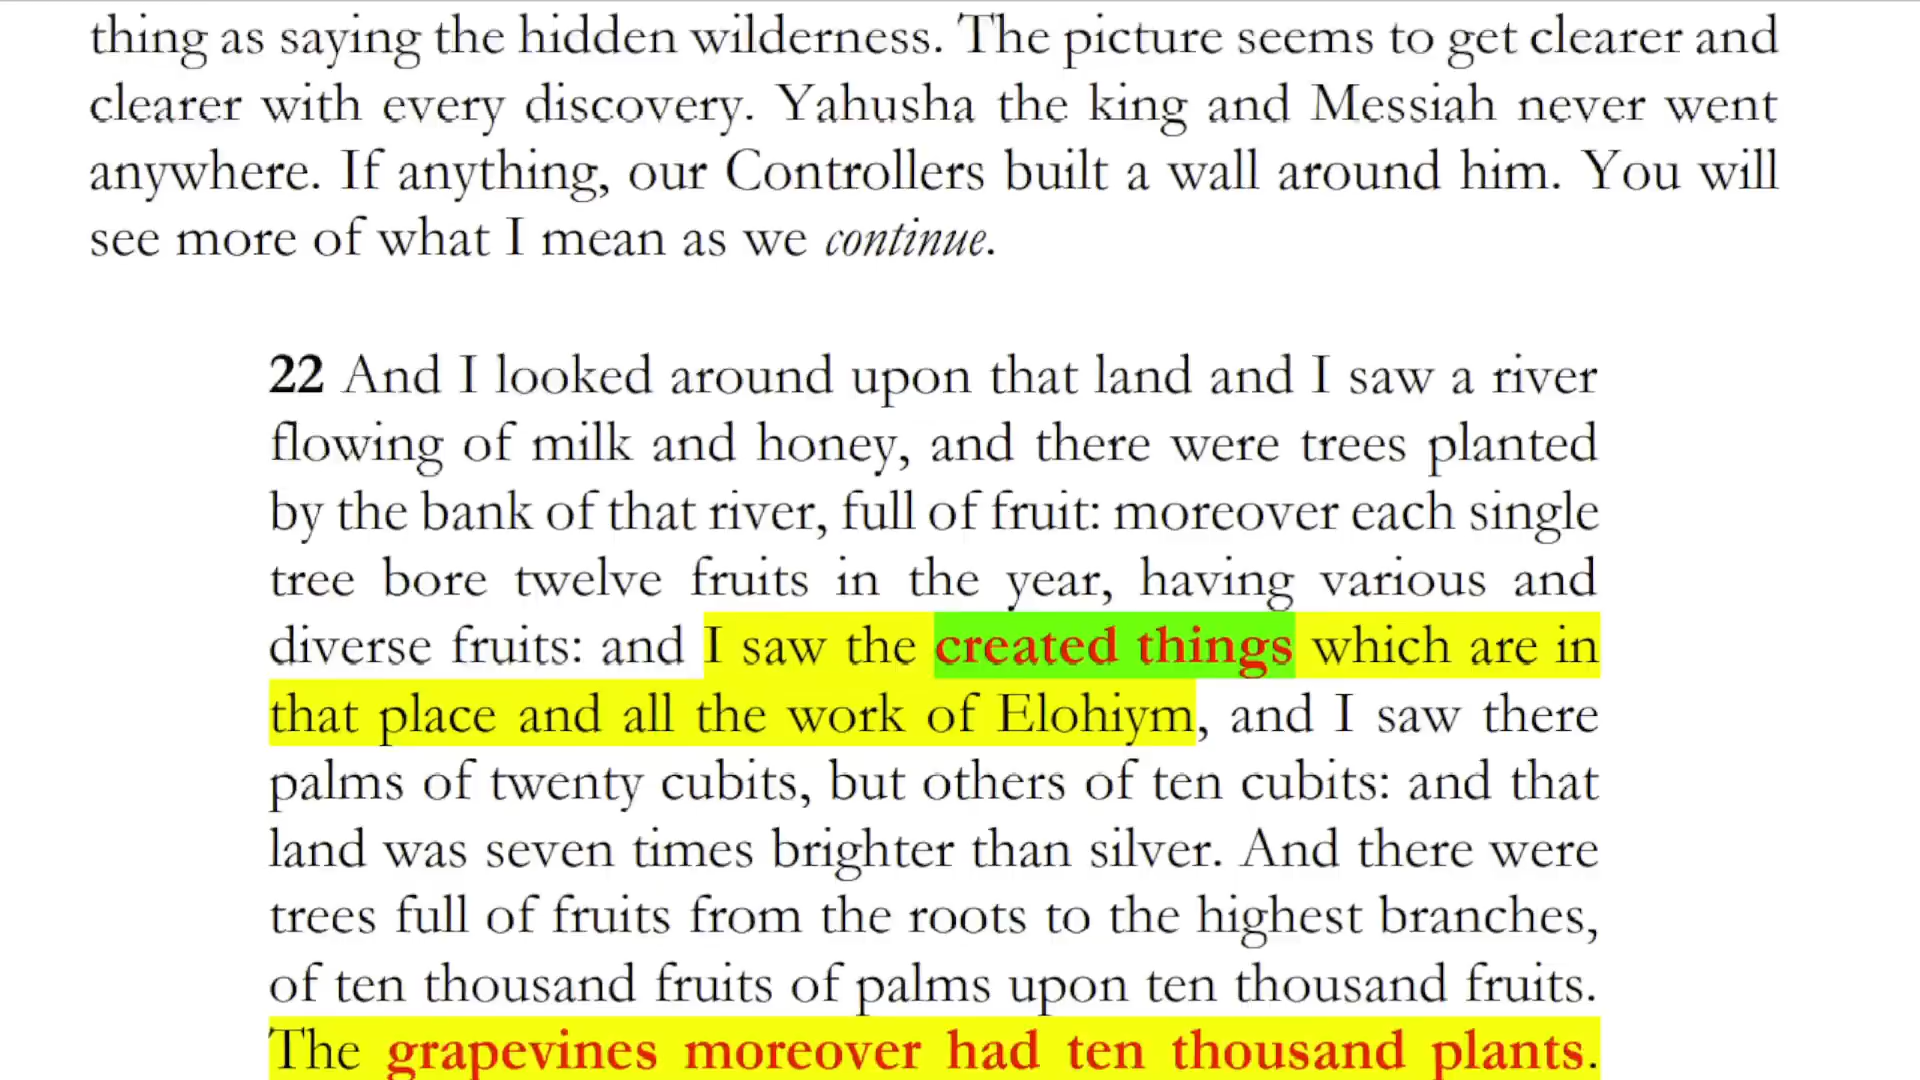 thing as saying the hidden wilderness. The picture seems to get clearer and
clearer with every discovery. Yahusha the king and Messiah never went
anywhere. If anything, our Controllers built a wall around him. You will
see more of what I mean as we continue.
22 And I looked around upon that land and I saw a river
flowing of milk and honey, and there were trees planted
by the bank of that river, full of fruit: moreover each single
tree bore twelve fruits in the year, having various and
diverse fruits: and I saw the created things which are in
that place and all the work of Elohiym, and I saw there
palms of twenty cubits, but others of ten cubits: and that
land was seven times brighter than silver. And there were
trees full of fruits from the roots to the highest branches,
of ten thousand fruits of palms upon ten thousand fruits.
The grapevines moreover had ten thousand plants.